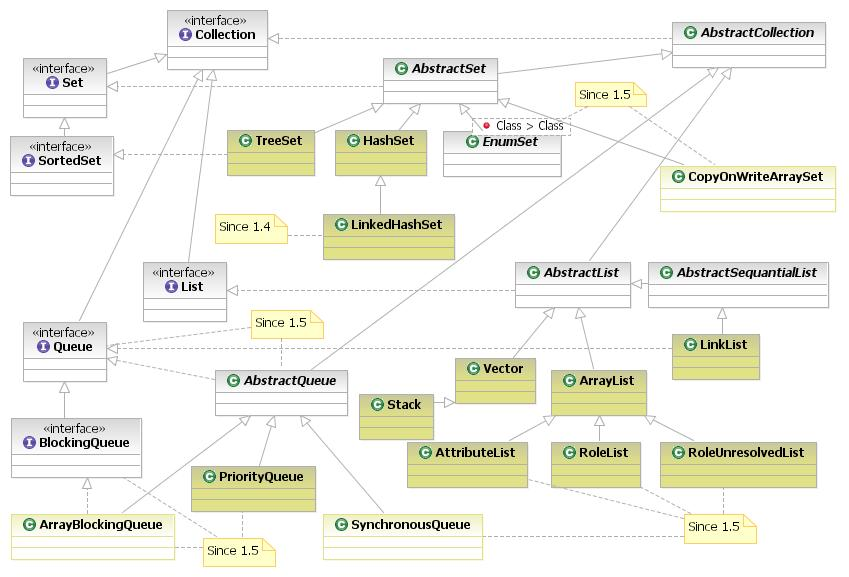 «interface»
Collection
AbstractCollection
«interface»
Set
AbstractSet
Since 1.5
Class > Class
«interface»
SortedSet
TreeSet
HashSet
EnumSet
CopyOnWriteArraySet
Since 1.4
LinkedHashSet
«interface»
List
AbstractList
AbstractSequantialList
«interface»
Queue
Since 1.5
LinkList
AbstractQueue
Vector
ArrayList
Stack
«interface»
BlockingQueue
AttributeList
RoleList
RoleUnresolvedList
PriorityQueue
ArrayBlockingQueue
Since 1.5
SynchronousQueue
Since 1.5